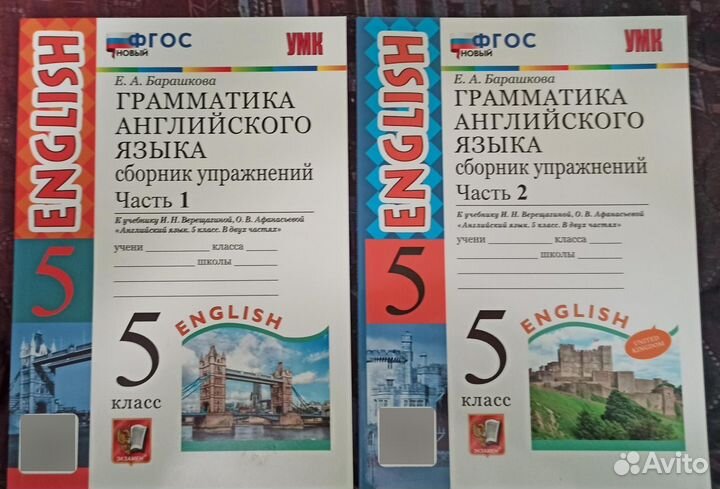 ENGLISH
5
ФГОС
НОВЫЙ
УМК
Е. А. Барашкова
ГРАММАТИКА
АНГЛИЙСКОГО
ЯЗЫКА
сборник упражнений
Часть 1
К учебнику И. Н. Верещагиной, О. В. Афанасьевой
«Английский язык. 5 класс. В двух частях»
учени класса
школы
ENGLISH
5
класс
ЭКЗАМЕН
ENGLISH
5
ФГОС
НОВЫЙ
УМК
Е. А. Барашкова
ГРАММАТИКА
АНГЛИЙСКОГО
ЯЗЫКА
сборник упражнений
Часть 2
К учебнику И. Н. Верещагиной, О. В. Афанасьевой
«Английский язык. 5 класс. В двух частях»
учени класса
школы
ENGLISH
UNITED
KINGDOM
5
класс
ЭКЗАМЕН
Avito